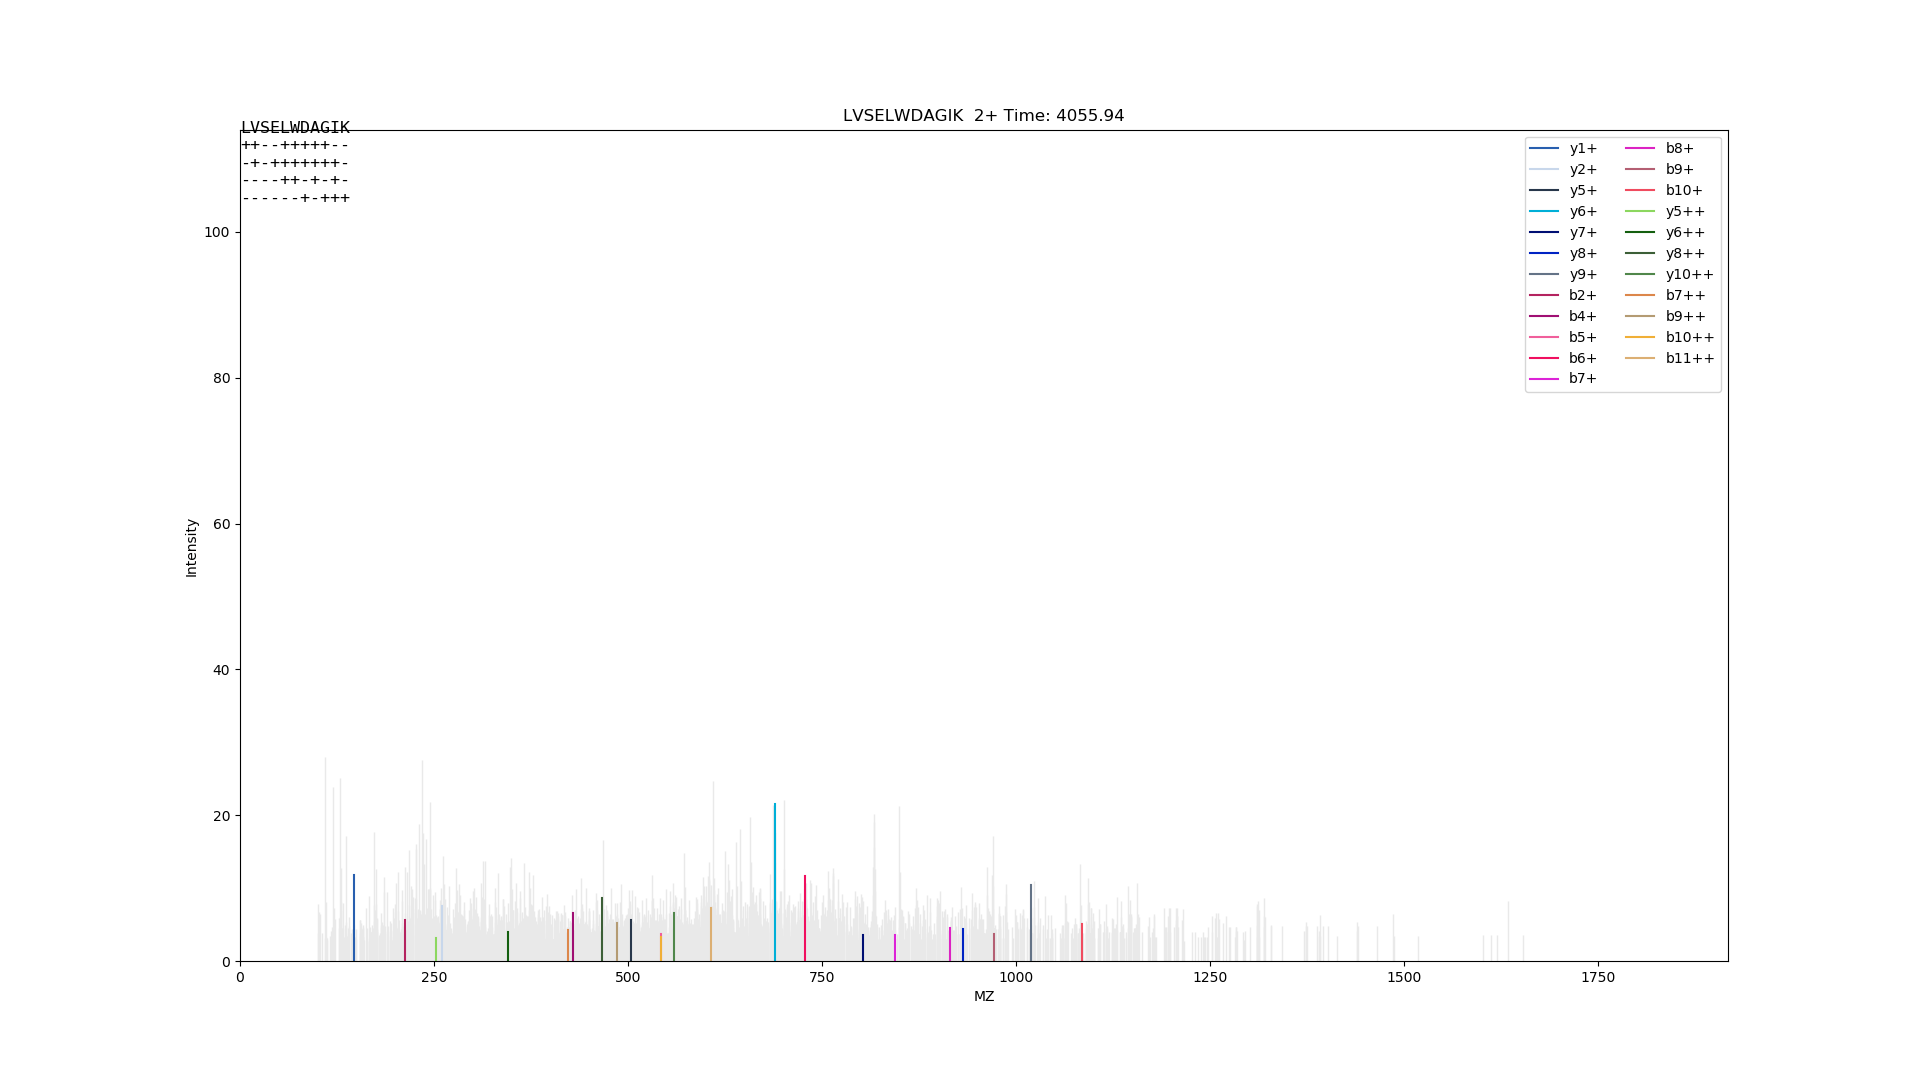 LVSELWDAGIK  2+ Time: 4055.94
LVSELWDAGIK
++--+++++--
-+-+++++++-
----++-+-+-
------+-+++
y1+
y2+
y5+
y6+
y7+
y8+
y9+
b2+
b4+
b5+
b6+
b7+
b8+
b9+
b10+
y5++
y6++
y8++
y10++
b7++
b9++
b10++
b11++
100
80
60
40
20
0
Intensity
0 250 500 750 1000 1250 1500 1750
MZ